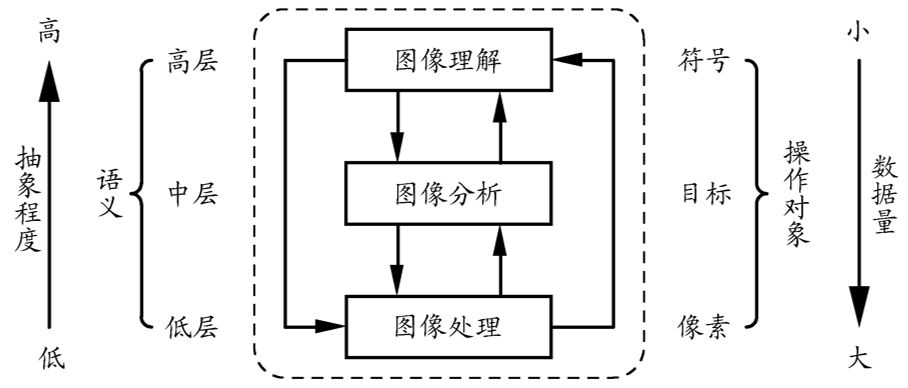 高
小
高层
图像理解
符号
抽象程度
语义
中层
图像分析
目标
操作对象
数据量
低层
图像处理
像素
低
大